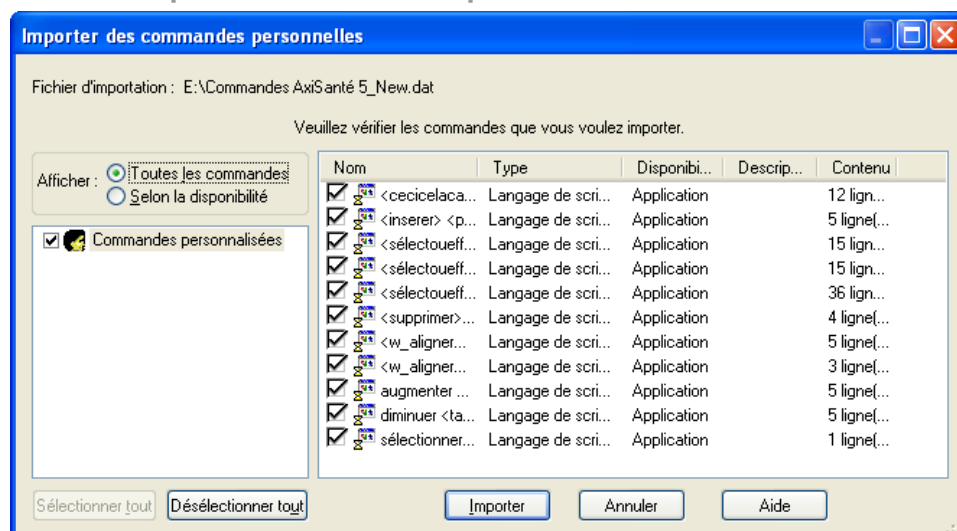 Importer des commandes personnelles
Fichier d'importation : E:\Commandes AxiSanté 5_New.dat
Veuillez vérifier les commandes que vous voulez importer.
Afficher : Toutes les commandes
Selon la disponibilité
Commandes personnalisées
Nom Type Disponibi... Descrip... Contenu
<cecicelaca... Langage de scri... Application 12 lign...
<inserer> <p... Langage de scri... Application 5 ligne(...
<sélectoueff... Langage de scri... Application 15 lign...
<sélectoueff... Langage de scri... Application 15 lign...
<sélectoueff... Langage de scri... Application 36 lign...
<supprimer>... Langage de scri... Application 4 ligne(...
<w_aligner... Langage de scri... Application 5 ligne(...
<w_aligner... Langage de scri... Application 3 ligne(...
augmenter ... Langage de scri... Application 5 ligne(...
diminuer <ta... Langage de scri... Application 5 ligne(...
sélectionner... Langage de scri... Application 1 ligne(...
Sélectionner tout Désélectionner tout Importer Annuler Aide